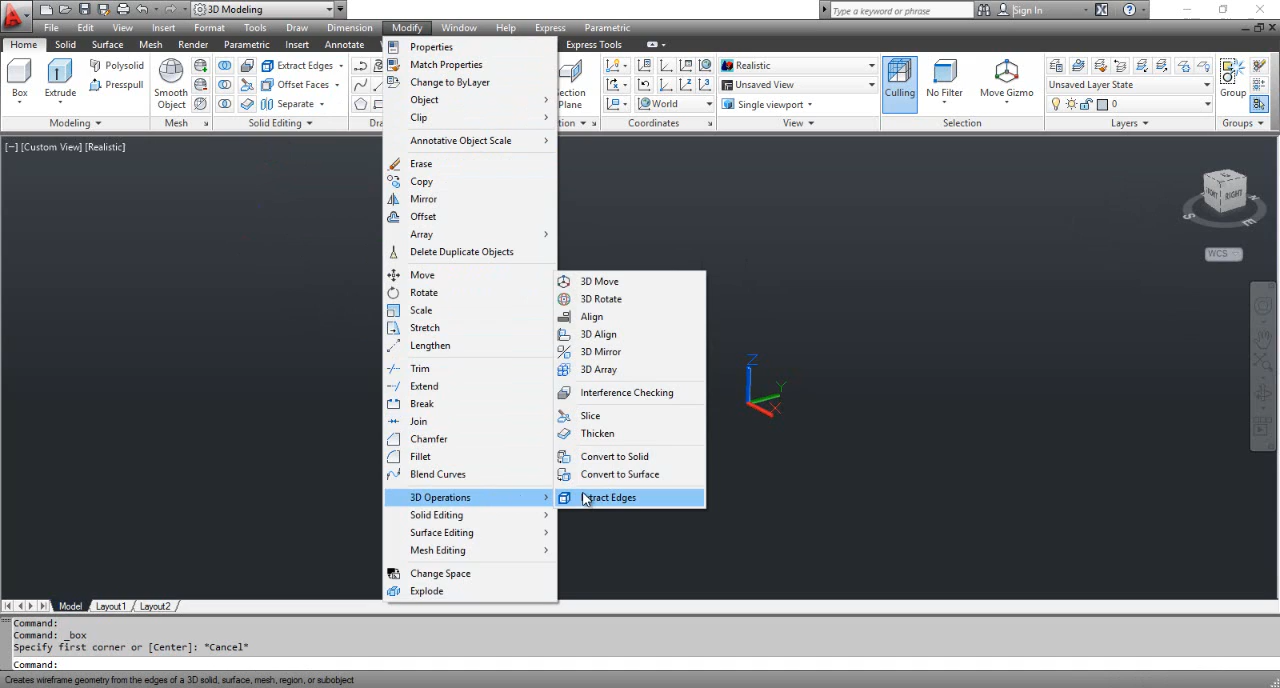 3D Modeling
Type a keyword or phrase
Sign In
File Edit View Insert Format Tools Draw Dimension Modify Window Help Express Parametric
Home Solid Surface Mesh Render Parametric Insert Annotate
Express Tools
Box
Extrude
Polysolid
Presspull
Smooth
Object
Extract Edges
Offset Faces
Separate
Plane
Realistic
Unsaved View
Single viewport
World
Culling
No Filter
Move Gizmo
Unsaved Layer State
0
Group
Modeling
Mesh
Solid Editing
Coordinates
View
Selection
Layers
Groups
[−] [Custom View] [Realistic]
Properties
Match Properties
Change to ByLayer
Object
Clip
Annotative Object Scale
Erase
Copy
Mirror
Offset
Array
Delete Duplicate Objects
Move
Rotate
Scale
Stretch
Lengthen
Trim
Extend
Break
Join
Chamfer
Fillet
Blend Curves
3D Operations
Solid Editing
Surface Editing
Mesh Editing
Change Space
Explode
3D Move
3D Rotate
Align
3D Align
3D Mirror
3D Array
Interference Checking
Slice
Thicken
Convert to Solid
Convert to Surface
Edges
Z
Y
X
RIGHT
S
E
N
WCS
Model Layout1 Layout2
Command:
Command: _box
Specify first corner or [Center]: *Cancel*
Command:
Creates wireframe geometry from the edges of a 3D solid, surface, mesh, region, or subobject